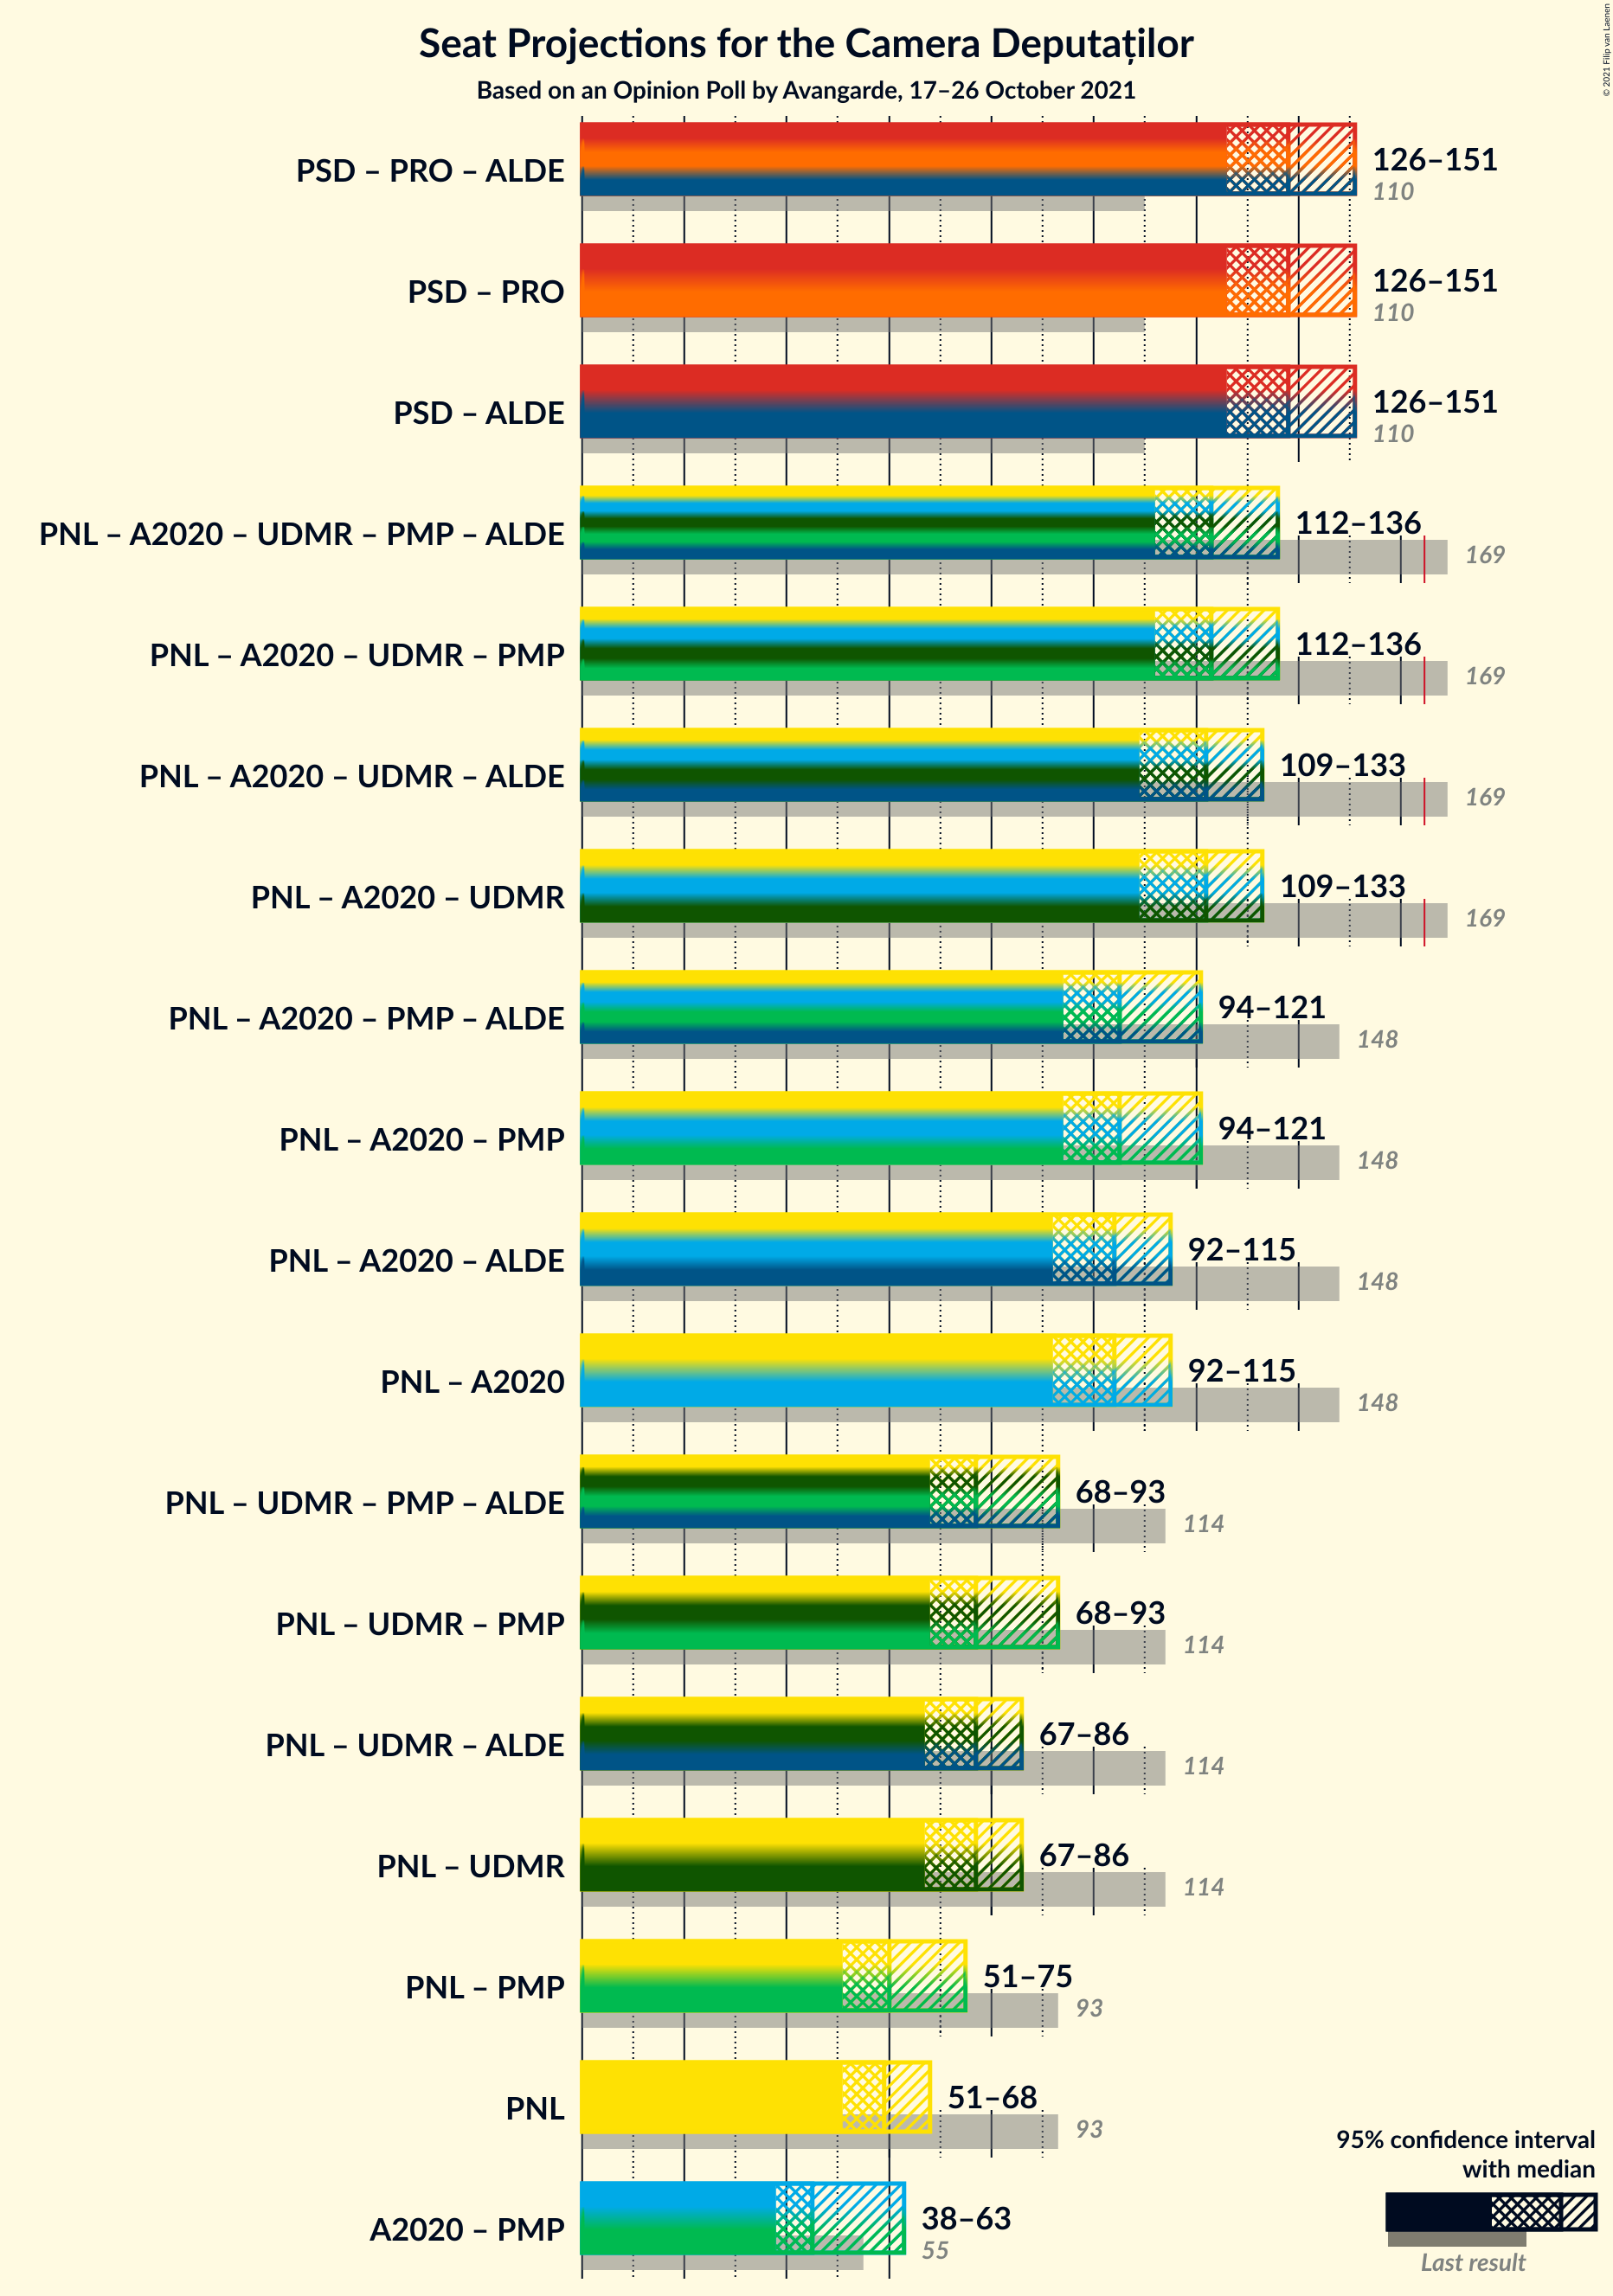 © 2021 Filip van Laenen
Seat Projections for the Camera Deputaților
Based on an Opinion Poll by Avangarde, 17–26 October 2021
PSD – PRO – ALDE
126–151
110
PSD – PRO
126–151
110
PSD – ALDE
126–151
110
PNL – A2020 – UDMR – PMP – ALDE
112–136
169
PNL – A2020 – UDMR – PMP
112–136
169
PNL – A2020 – UDMR – ALDE
109–133
169
PNL – A2020 – UDMR
109–133
169
PNL – A2020 – PMP – ALDE
94–121
148
PNL – A2020 – PMP
94–121
148
PNL – A2020 – ALDE
92–115
148
PNL – A2020
92–115
148
PNL – UDMR – PMP – ALDE
68–93
114
PNL – UDMR – PMP
68–93
114
PNL – UDMR – ALDE
67–86
114
PNL – UDMR
67–86
114
PNL – PMP
51–75
93
PNL
51–68
93
A2020 – PMP
38–63
55
95% confidence interval
with median
Last result